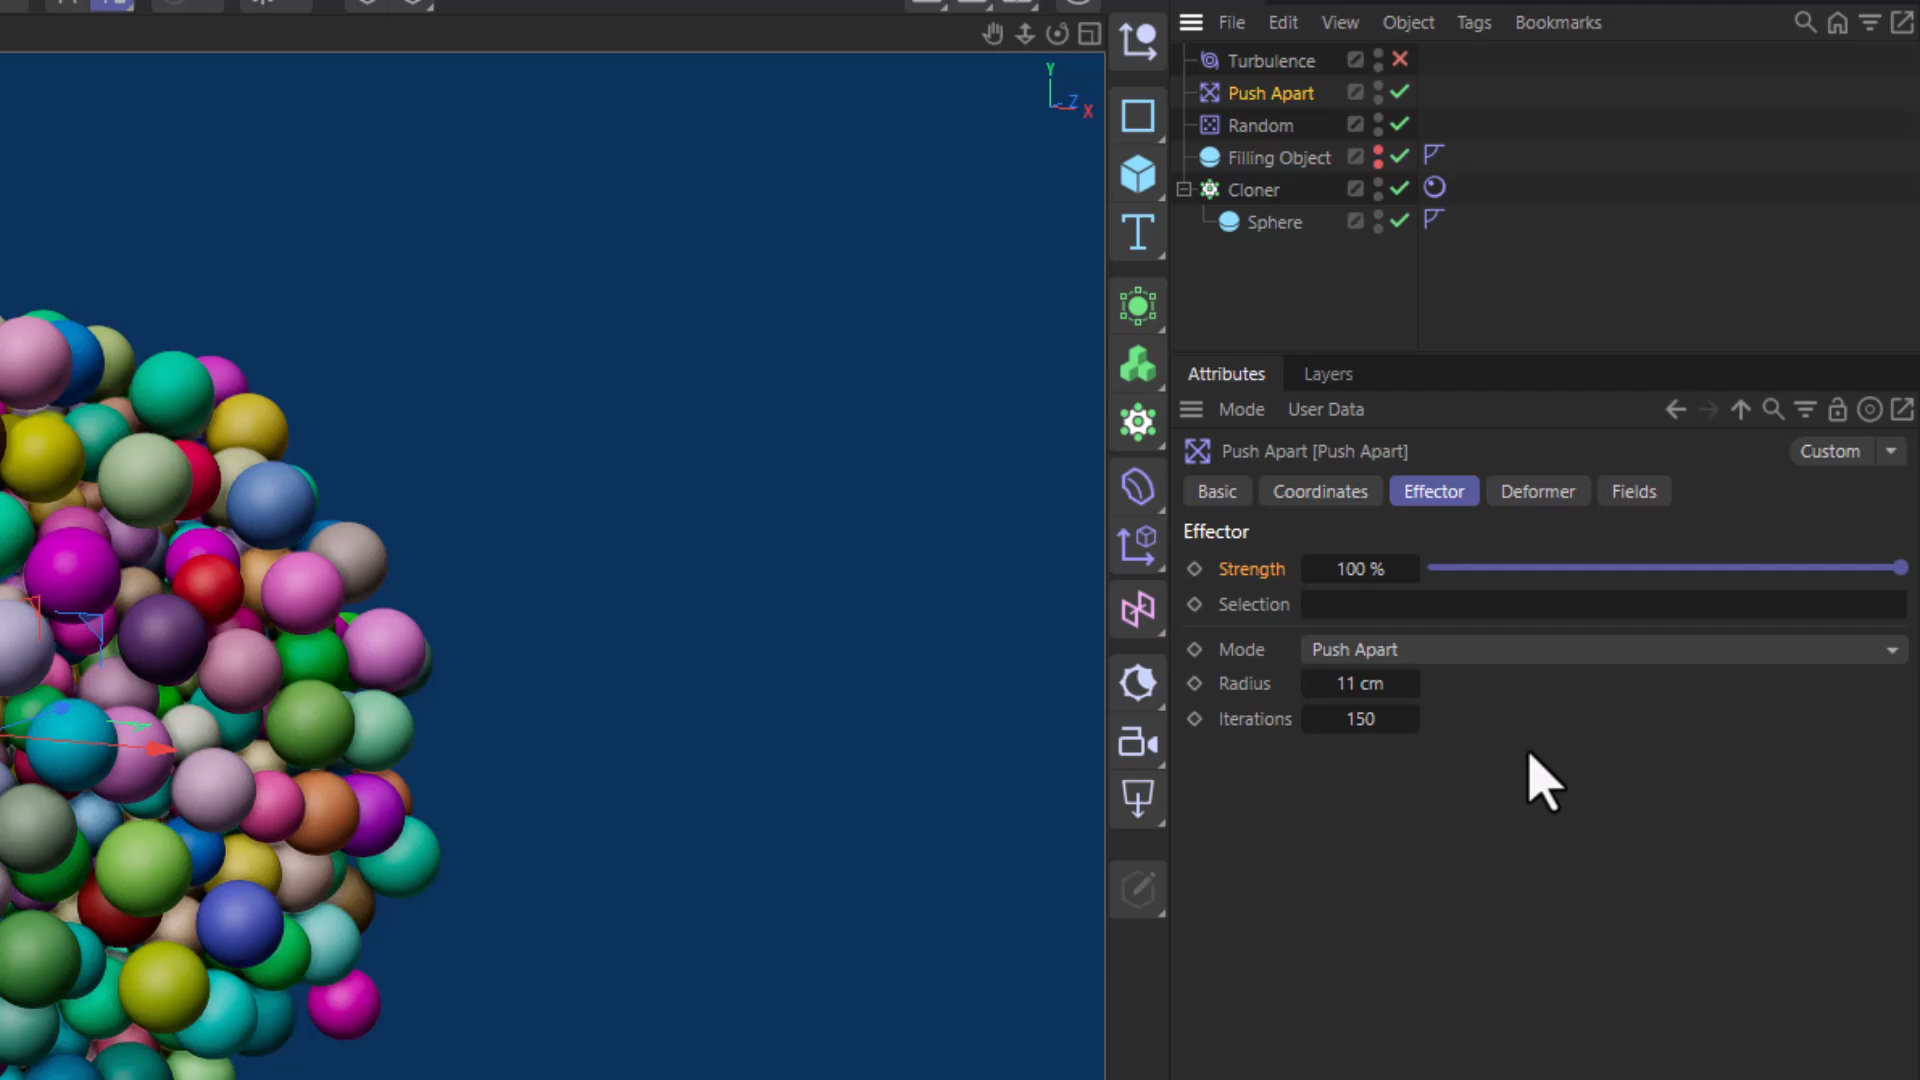 File Edit View Object Tags Bookmarks
Turbulence
Y
Z
X
Push Apart
Random
Filling Object
Cloner
Sphere
Attributes Layers
Mode User Data
Push Apart [Push Apart] Custom
Basic Coordinates Effector Deformer Fields
Effector
Strength 100 %
Selection
Mode Push Apart
Radius 11 cm
Iterations 150